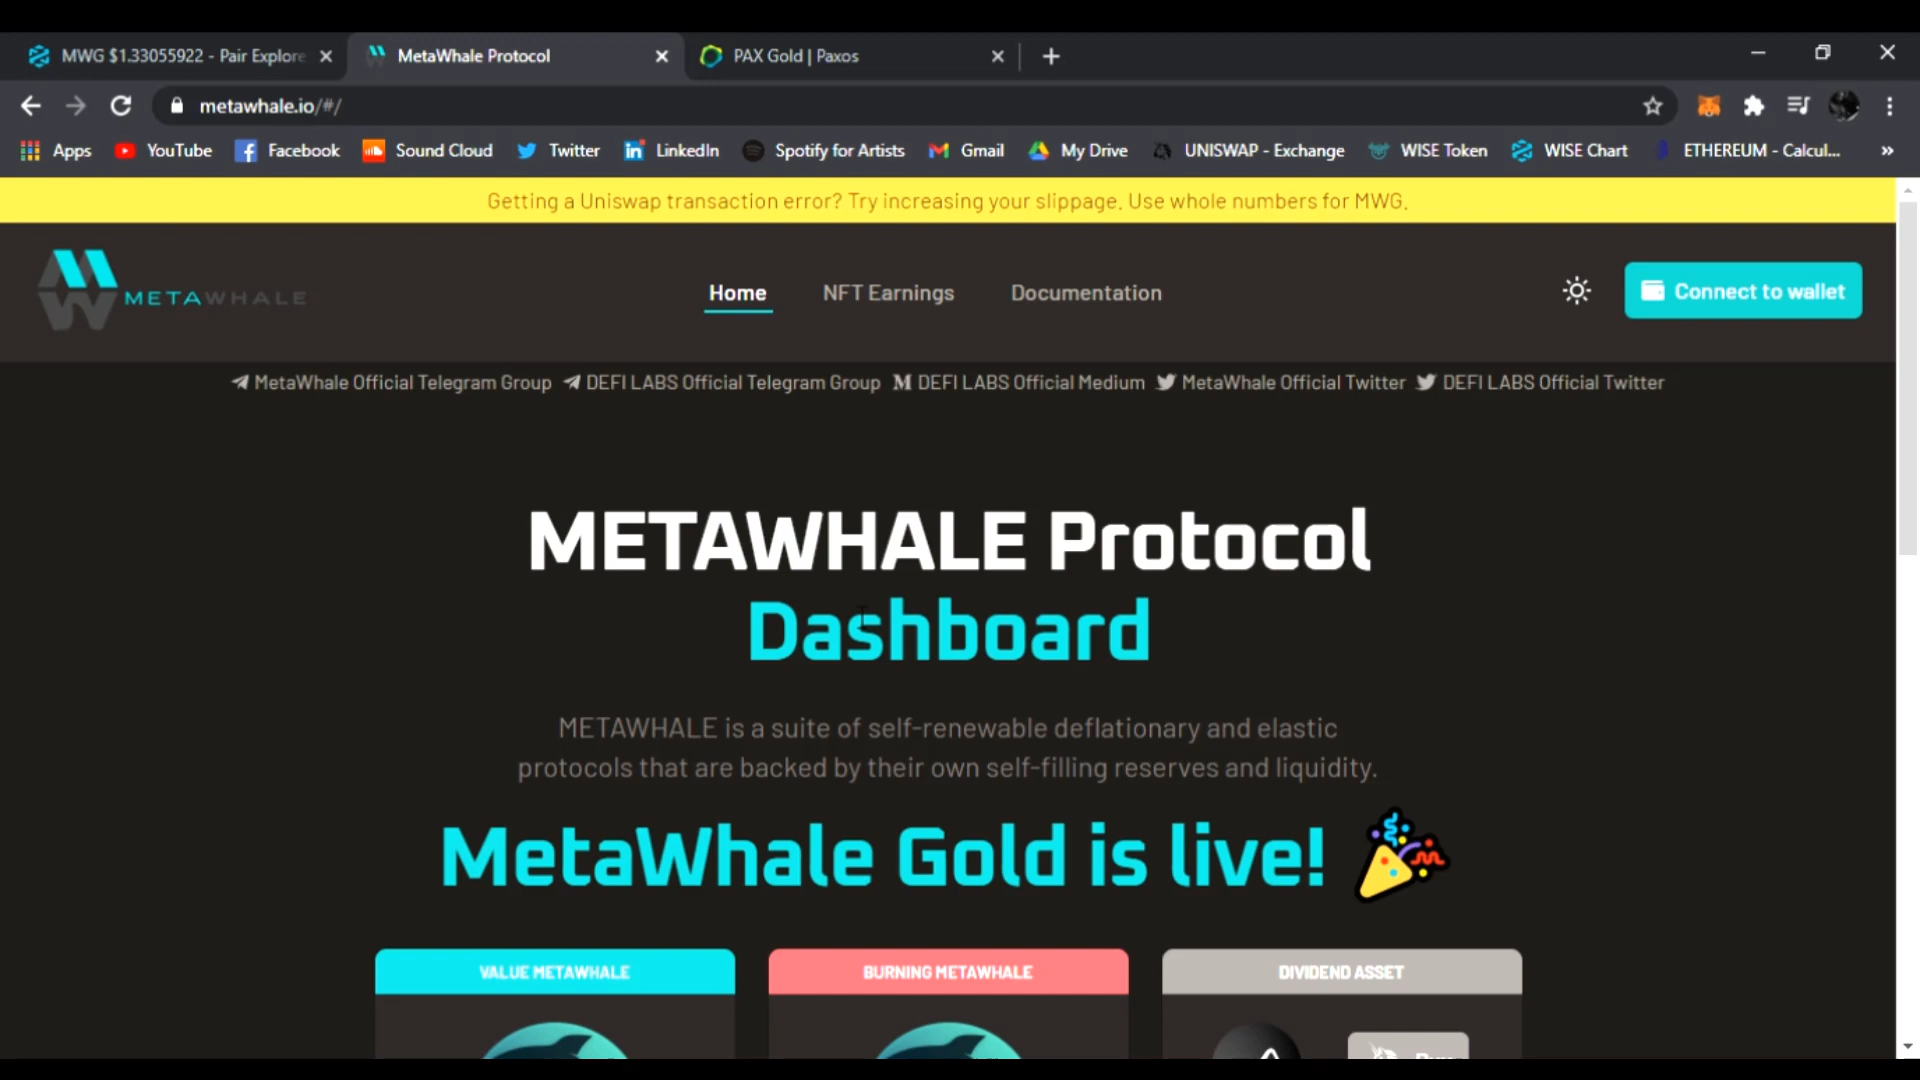 MWG $1.33055922 - Pair Explore
MetaWhale Protocol
PAX Gold | Paxos
metawhale.io/#/
Apps YouTube Facebook Sound Cloud Twitter LinkedIn Spotify for Artists Gmail My Drive UNISWAP - Exchange WISE Token WISE Chart ETHEREUM - Calcul... »
Getting a Uniswap transaction error? Try increasing your slippage. Use whole numbers for MWG.
METAWHALE
Home NFT Earnings Documentation
Connect to wallet
MetaWhale Official Telegram Group DEFI LABS Official Telegram Group DEFI LABS Official Medium MetaWhale Official Twitter DEFI LABS Official Twitter
METAWHALE Protocol
Dashboard
METAWHALE is a suite of self-renewable deflationary and elastic
protocols that are backed by their own self-filling reserves and liquidity.
MetaWhale Gold is live!
VALUE METAWHALE BURNING METAWHALE DIVIDEND ASSET